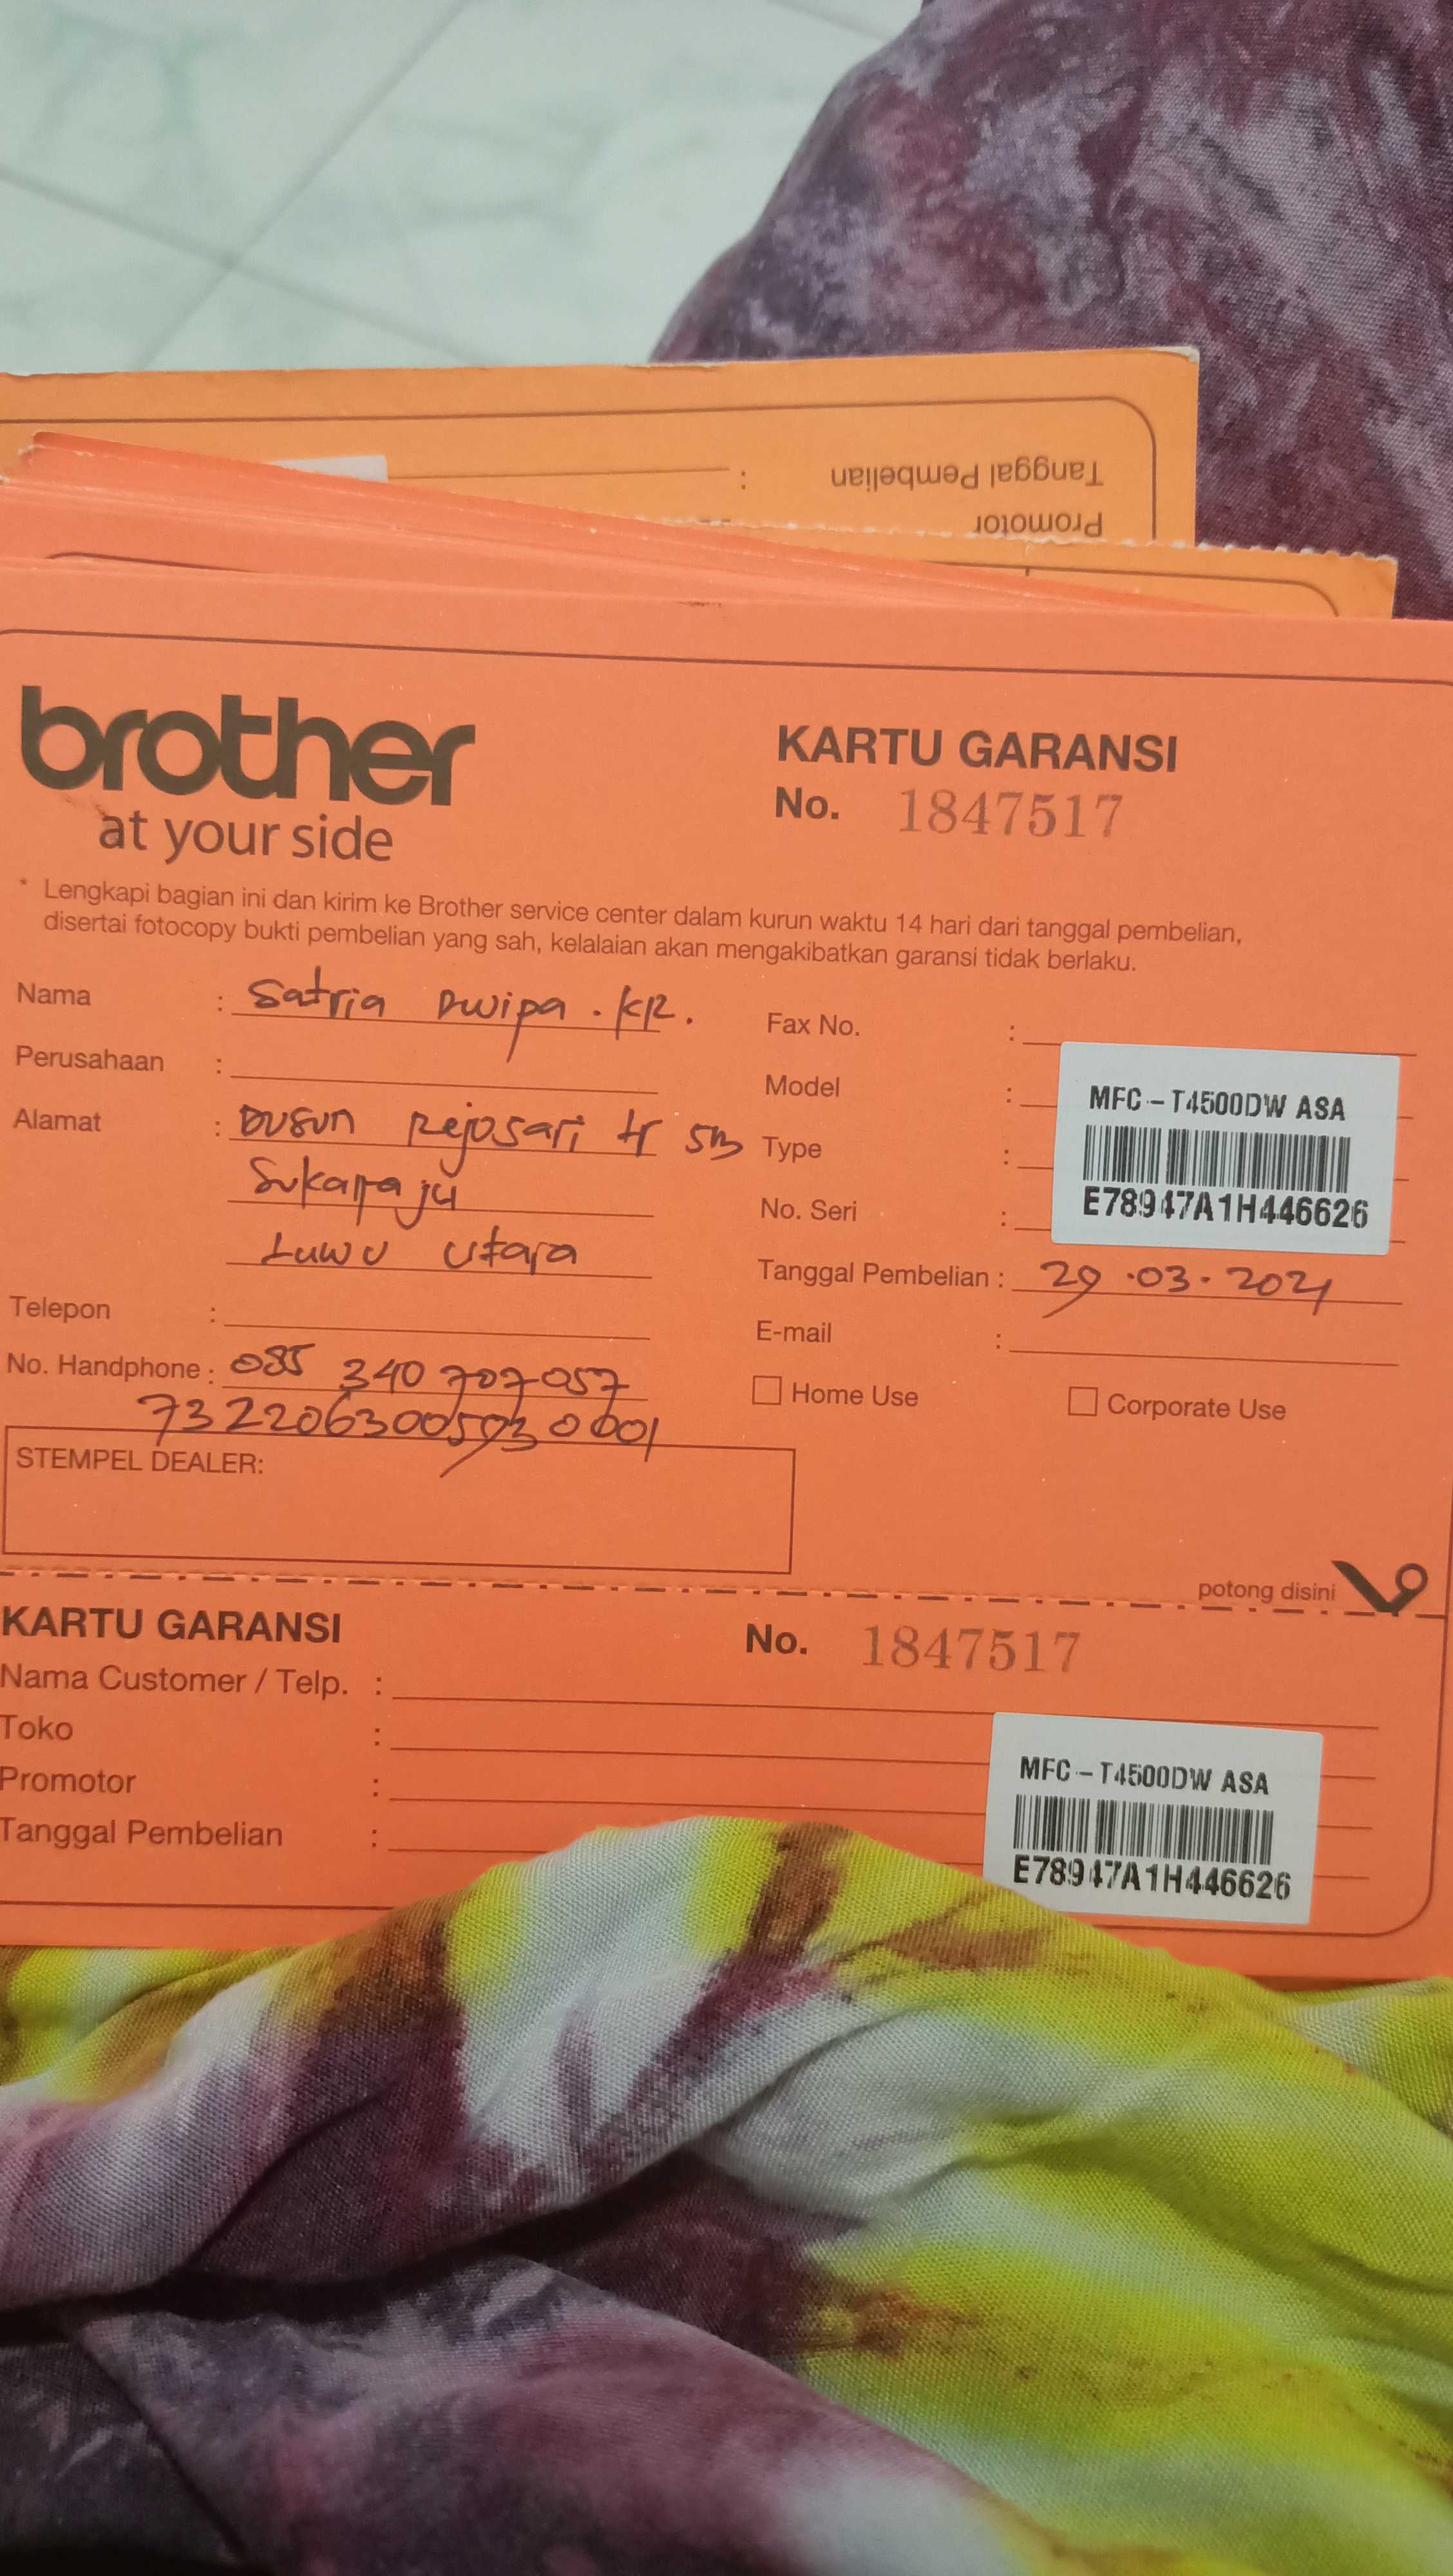 Tanggal Pembelian :
Promotor
brother
at your side
KARTU GARANSI
No. 1847517
* Lengkapi bagian ini dan kirim ke Brother service center dalam kurun waktu 14 hari dari tanggal pembelian,
disertai fotocopy bukti pembelian yang sah, kelalaian akan mengakibatkan garansi tidak berlaku.
Nama : Satria Dwipa . KR.
Perusahaan :
Alamat : Dusun Rejosari
Sukamaju
Luwu Utara
Telepon :
No. Handphone : 085 340 707 057
STEMPEL DEALER:
Fax No. :
Model :
Type :
No. Seri :
MFC-T4500DW ASA
E78947A1H446626
Tanggal Pembelian : 29 .03. 2021
E-mail :
Home Use
Corporate Use
potong disini
KARTU GARANSI
No. 1847517
Nama Customer / Telp. :
Toko :
Promotor :
Tanggal Pembelian :
MFC-T4500DW ASA
E78947A1H446626